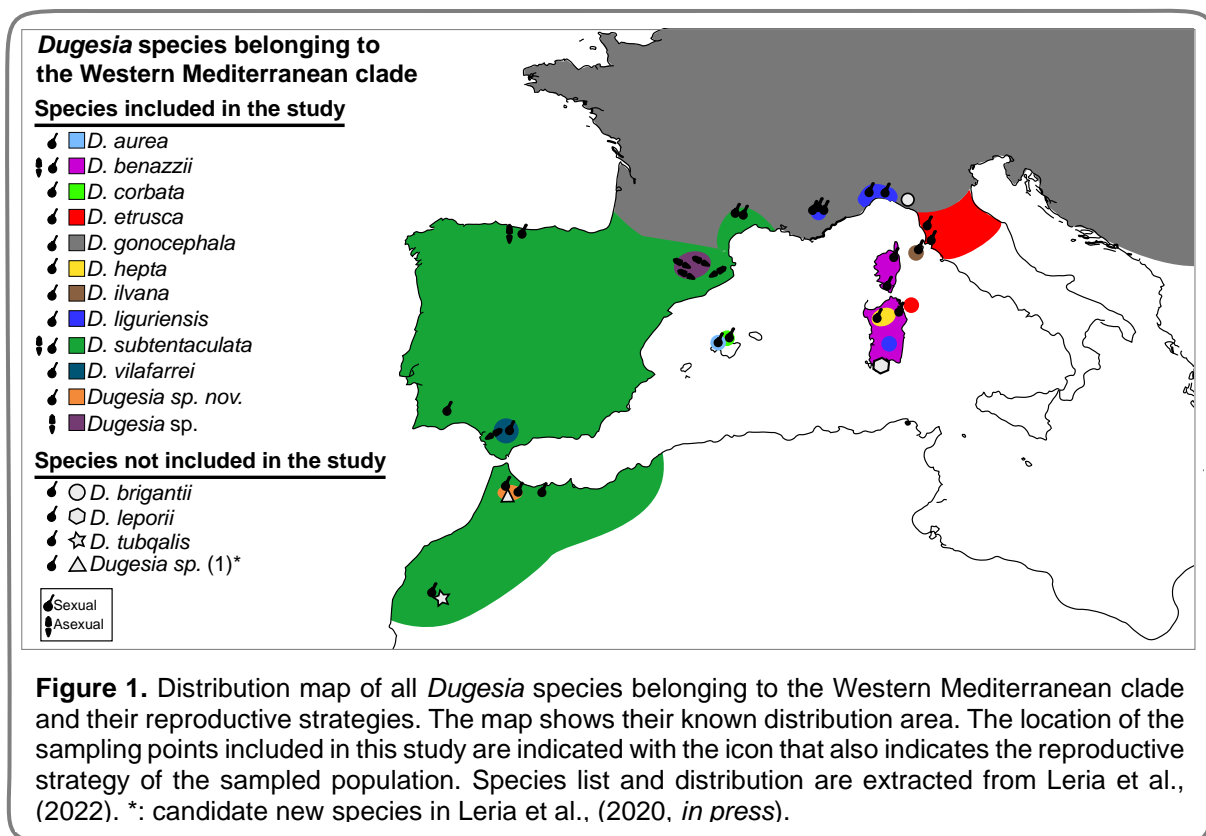 Dugesia species belonging to
the Western Mediterranean clade
Species included in the study
D. aurea
D. benazzii
D. corbata
D. etrusca
D. gonocephala
D. hepta
D. ilvana
D. liguriensis
D. subtentaculata
D. vilafarrei
Dugesia sp. nov.
Dugesia sp.
Species not included in the study
D. brigantii
D. leporii
D. tubqalis
Dugesia sp. (1)*
Sexual
Asexual
Figure 1. Distribution map of all Dugesia species belonging to the Western Mediterranean clade
and their reproductive strategies. The map shows their known distribution area. The location of the
sampling points included in this study are indicated with the icon that also indicates the reproductive
strategy of the sampled population. Species list and distribution are extracted from Leria et al.,
(2022). *: candidate new species in Leria et al., (2020, in press).